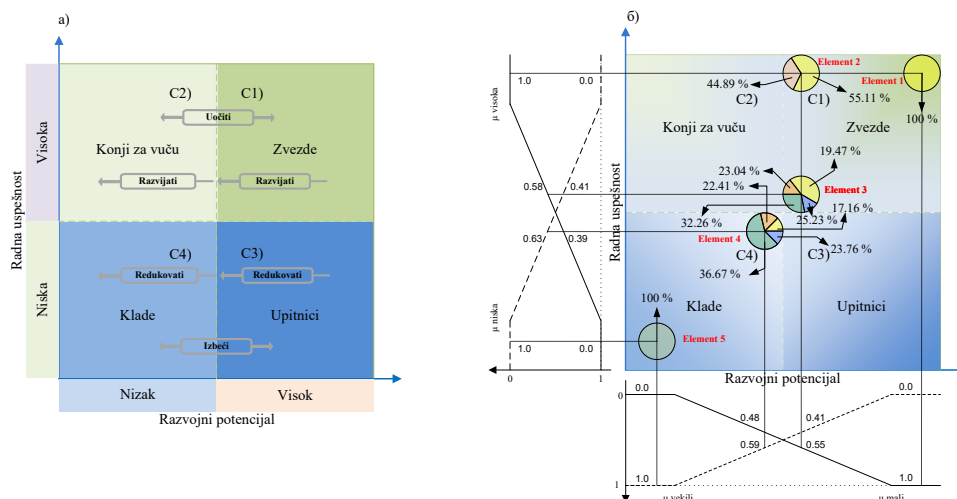 a)
Visoka
Niska
Radna uspešnost
C2)
C1)
Uočiti
Konji za vuču
Zvezde
Razvijati
Razvijati
C4)
C3)
Redukovati
Redukovati
Klade
Upitnici
Izbeći
Nizak
Visok
Razvojni potencijal
б)
μ visoka
μ niska
1.0
0.0
0.58
0.41
0.63
0.39
1.0
0.0
0
1
Radna uspešnost
Element 2
Element 1
44.89 %
C2)
C1)
55.11 %
100 %
Konji za vuču
Zvezde
19.47 %
23.04 %
22.41 %
Element 3
17.16 %
32.26 %
25.23 %
Element 4
C4)
C3)
23.76 %
36.67 %
100 %
Klade
Upitnici
Element 5
Razvojni potencijal
0
0.0
0.0
0.48
0.41
0.59
0.55
1.0
1.0
1
μ vekili
μ mali